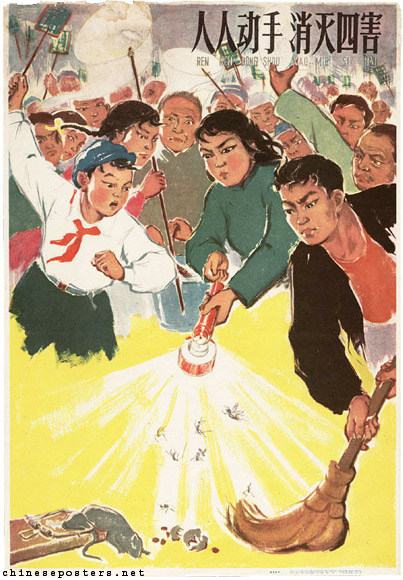 人人动手 消灭四害
REN REN DONG SHOU XIAO MIE SI HAI
chineseposters.net